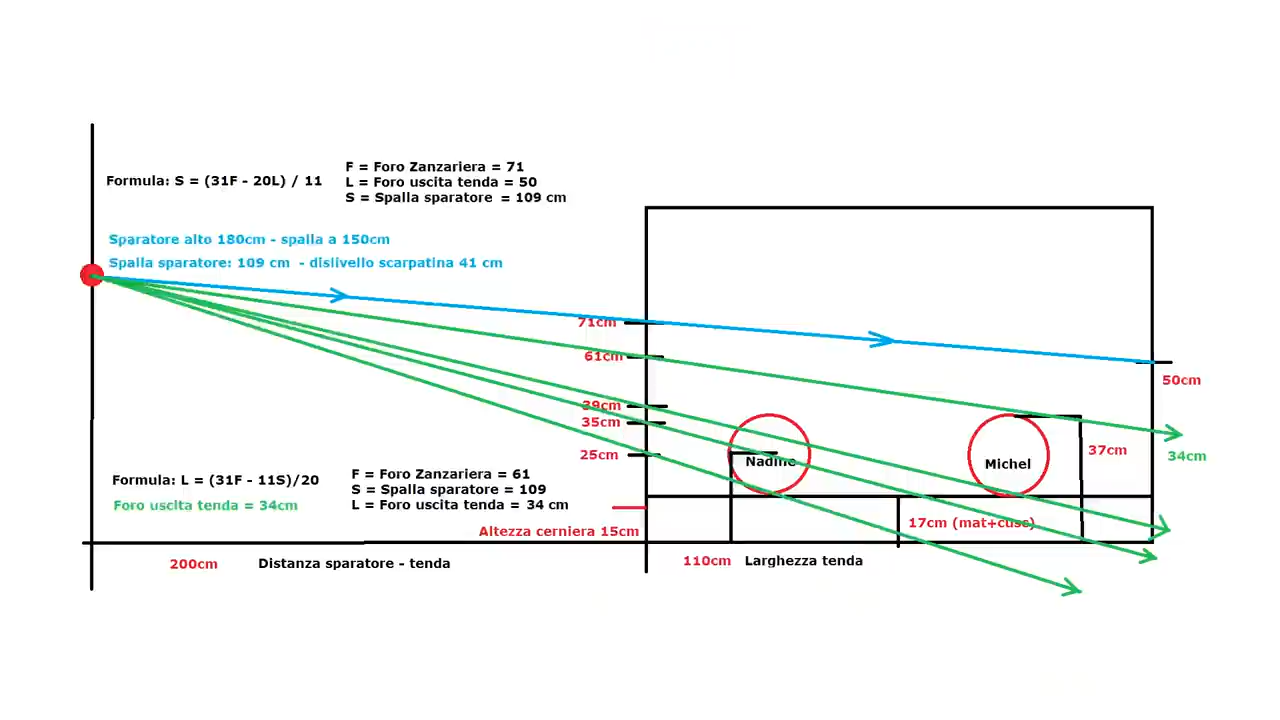 Formula: S = (31F - 20L) / 11
F = Foro Zanzariera = 71
L = Foro uscita tenda = 50
S = Spalla sparatore = 109 cm
Sparatore alto 180cm - spalla a 150cm
Spalla sparatore: 109 cm - dislivello scarpatina 41 cm
71cm
61cm
50cm
39cm
35cm
37cm
25cm
34cm
Nadine
Michel
Formula: L = (31F - 11S)/20
F = Foro Zanzariera = 61
S = Spalla sparatore = 109
L = Foro uscita tenda = 34 cm
Foro uscita tenda = 34cm
Altezza cerniera 15cm
17cm (mat+cusc)
200cm Distanza sparatore - tenda
110cm Larghezza tenda